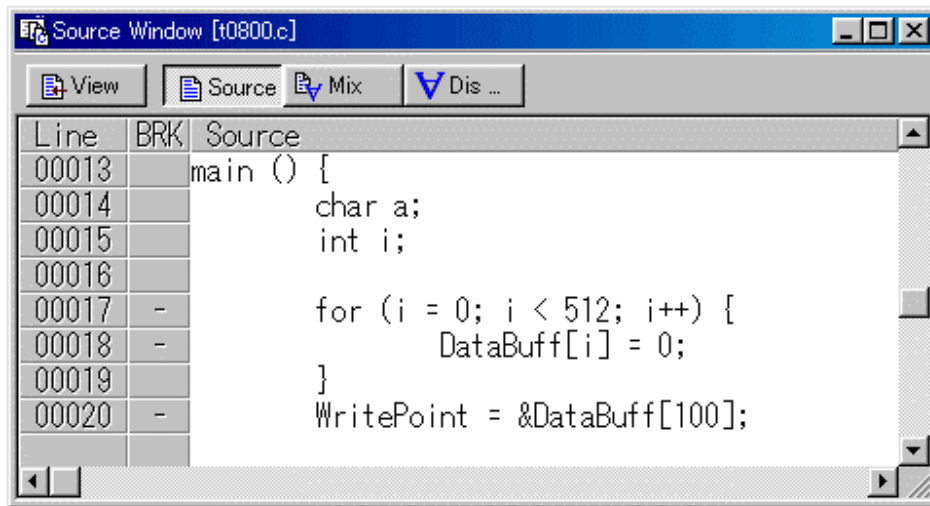 Source Window [t0800.c]
View Source Mix Dis ...
Line BRK Source
00013 main () {
00014 char a;
00015 int i;
00016
00017 - for (i = 0; i < 512; i++) {
00018 - DataBuff[i] = 0;
00019 }
00020 - WritePoint = &DataBuff[100];